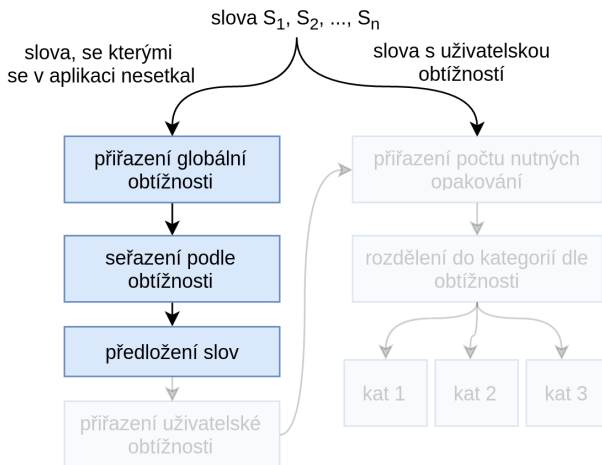 slova S1, S2, ..., Sn
slova, se kterými
se v aplikaci nesetkal
slova s uživatelskou
obtížností
přiřazení globální
obtížnosti
seřazení podle
obtížnosti
předložení slov
přiřazení uživatelské
obtížnosti
přiřazení počtu nutných
opakování
rozdělení do kategorií dle
obtížnosti
kat 1
kat 2
kat 3